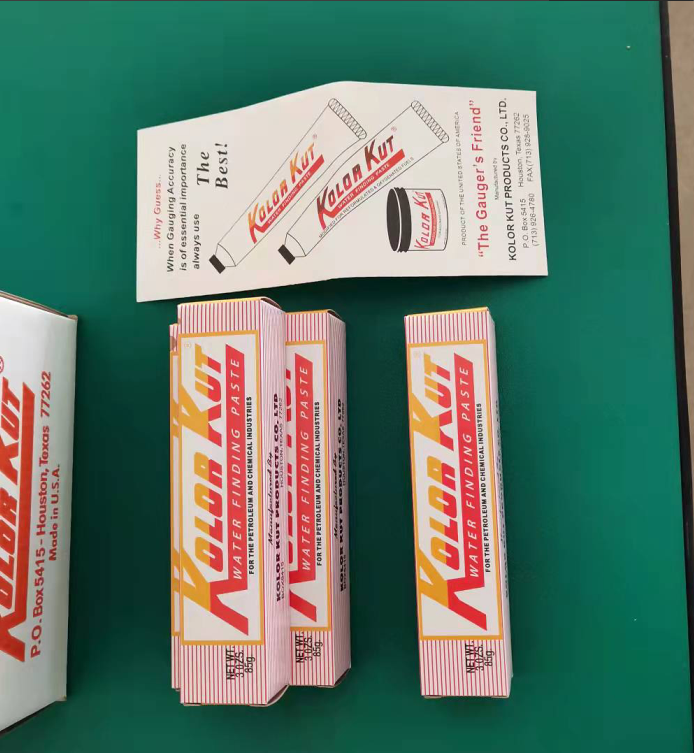 ...Why Guess...
When Gauging Accuracy
is of essential importance
always use
The
Best!
KOLOR KUT®
WATER FINDING PASTE
KOLOR KUT®
WATER FINDING PASTE
KOLOR KUT
PRODUCT OF THE UNITED STATES OF AMERICA
"The Gauger's Friend"
Manufactured by
KOLOR KUT PRODUCTS CO., LTD.
P.O. Box 5415 Houston, Texas 77262
(713) 926-4780 FAX (713) 928-9035
KOLOR KUT®
P.O. Box 5415 - Houston, Texas 77262
Made in U.S.A.
KOLOR KUT
WATER FINDING PASTE
FOR THE PETROLEUM AND CHEMICAL INDUSTRIES
NET WT.
3 OZS.
85g.
Manufactured By
KOLOR KUT PRODUCTS CO. LTD
HOUSTON, TEXAS 77262
WATER FINDING PASTE
FOR THE PETROLEUM AND CHEMICAL INDUSTRIES
NET WT.
3 OZS.
85g.
Manufactured By
KOLOR KUT PRODUCTS CO. LTD
KOLOR KUT®
WATER FINDING PASTE
FOR THE PETROLEUM AND CHEMICAL INDUSTRIES
NET WT.
3 OZS.
85g.